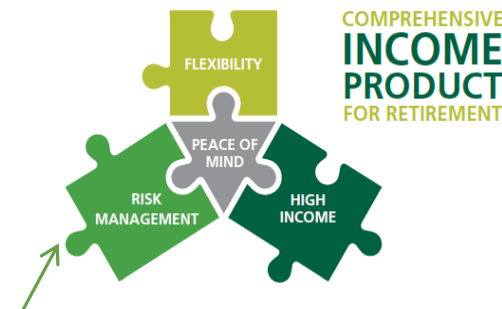 COMPREHENSIVE
INCOME
PRODUCT
FOR RETIREMENT
FLEXIBILITY
PEACE OF
MIND
RISK
MANAGEMENT
HIGH
INCOME